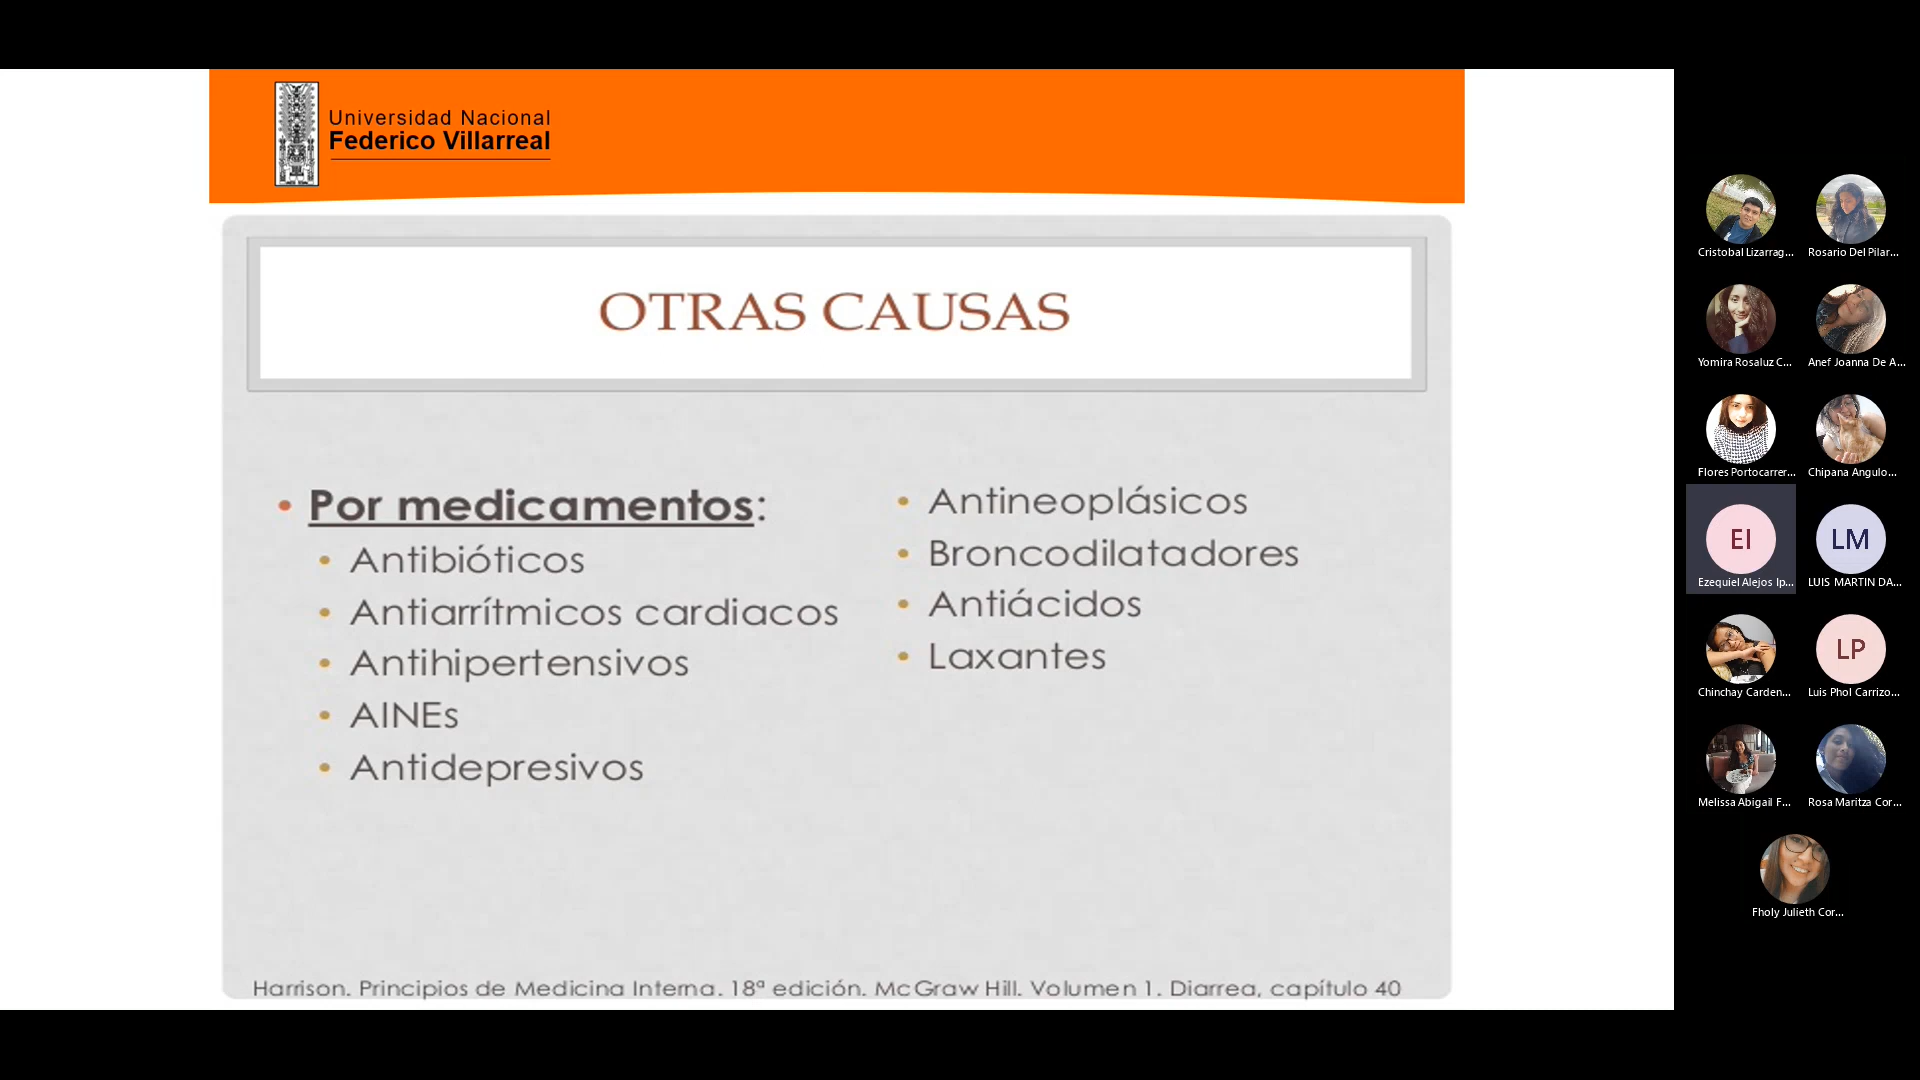 Universidad Nacional
Federico Villarreal
OTRAS CAUSAS
• Por medicamentos:
• Antibióticos
• Antiarrítmicos cardiacos
• Antihipertensivos
• AINEs
• Antidepresivos
• Antineoplásicos
• Broncodilatadores
• Antiácidos
• Laxantes
Harrison. Principios de Medicina Interna. 18ª edición. McGraw Hill. Volumen 1. Diarrea, capítulo 40
Cristobal Lizarrag...
Rosario Del Pilar...
Yomira Rosaluz C...
Anef Joanna De A...
Flores Portocarrer...
Chipana Angulo...
EI
Ezequiel Alejos Ip...
LM
LUIS MARTIN DA...
Chinchay Carden...
LP
Luis Phol Carrizo...
Melissa Abigail F...
Rosa Maritza Cor...
Fholy Julieth Cor...